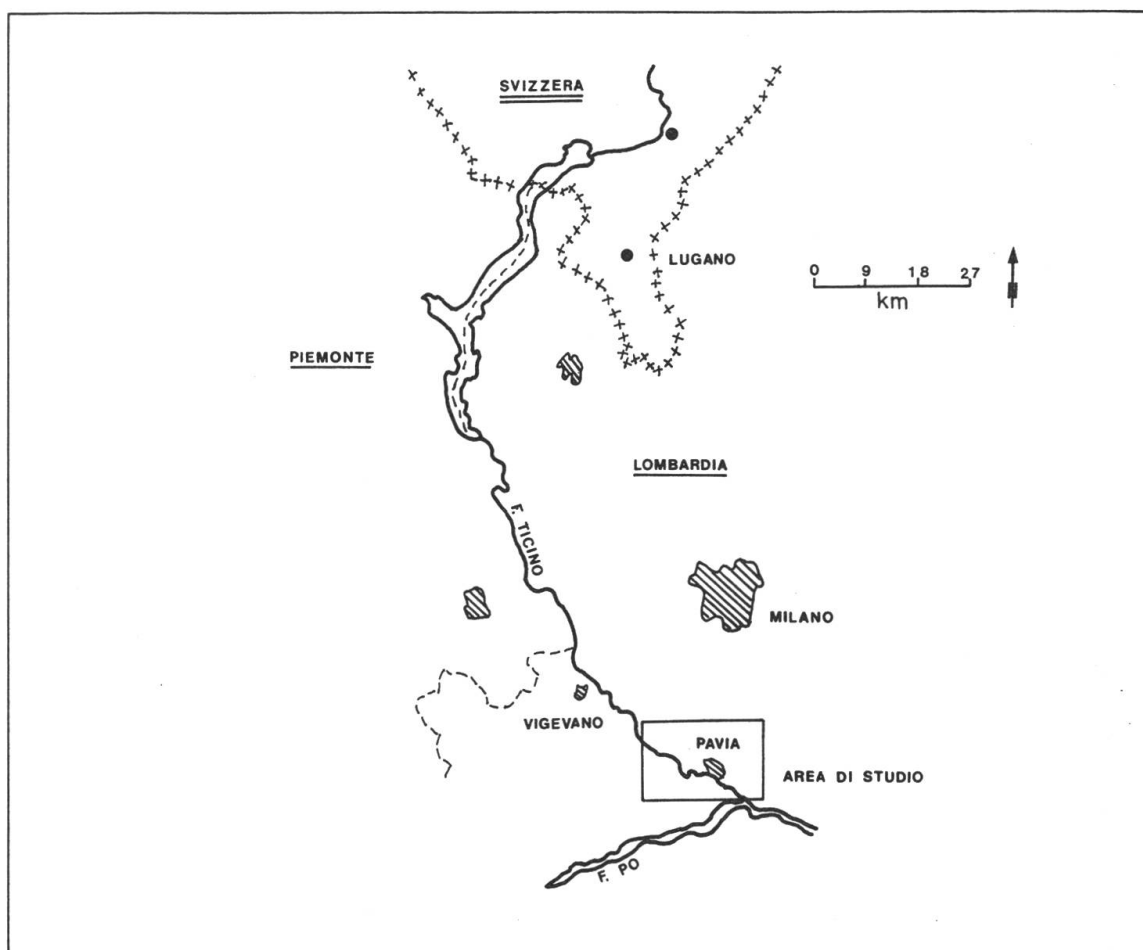 SVIZZERA
LUGANO
0 9 18 27
km
PIEMONTE
LOMBARDIA
F. TICINO
MILANO
VIGEVANO
PAVIA
AREA DI STUDIO
F. PO